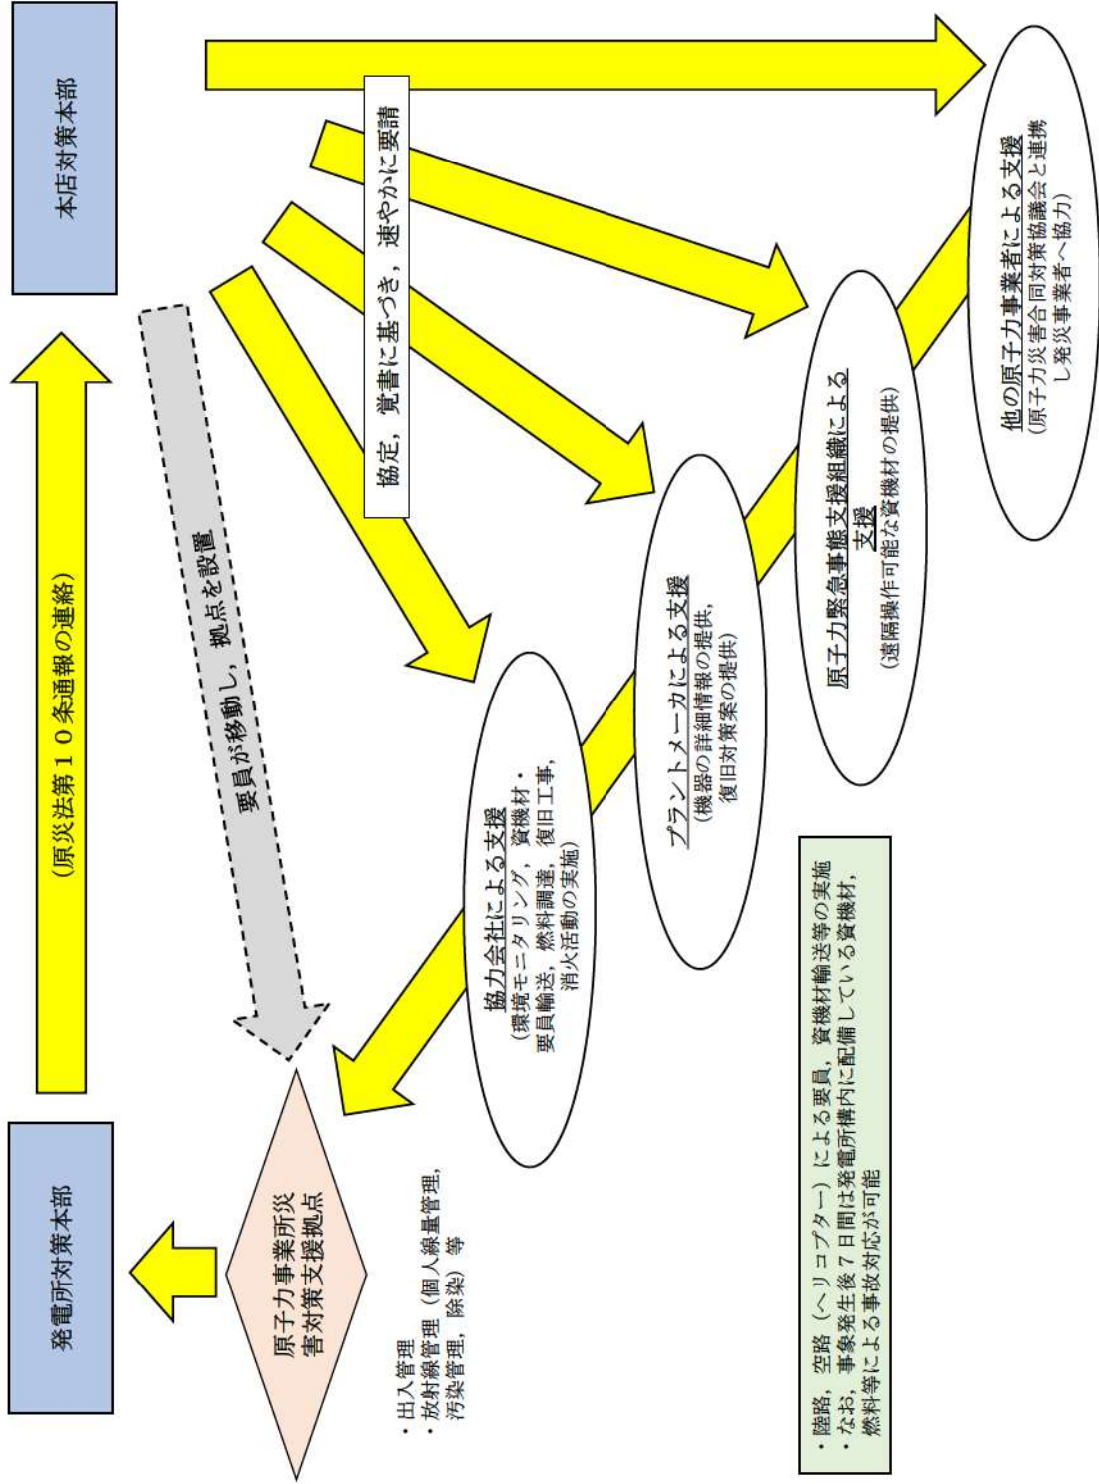 発電所対策本部
(原災法第10条通報の連絡)
本店対策本部
要員が移動し，拠点を設置
協定，覚書に基づき，速やかに要請
原子力事業所災
害対策支援拠点
・出入管理
・放射線管理（個人線量管理，
汚染管理，除染）等
協力会社による支援
(環境モニタリング，資機材・
要員輸送，燃料調達，復旧工事，
消火活動の実施)
プラントメーカによる支援
(機器の詳細情報の提供，
復旧対策案の提供)
原子力緊急事態支援組織による
支援
(遠隔操作可能な資機材の提供)
他の原子力事業者による支援
(原子力災害合同対策協議会と連携
し発災事業者へ協力)
・陸路，空路（ヘリコプター）による要員，資機材輸送等の実施
・なお，事象発生後7日間は発電所構内に配備している資機材，
燃料等による事故対応が可能